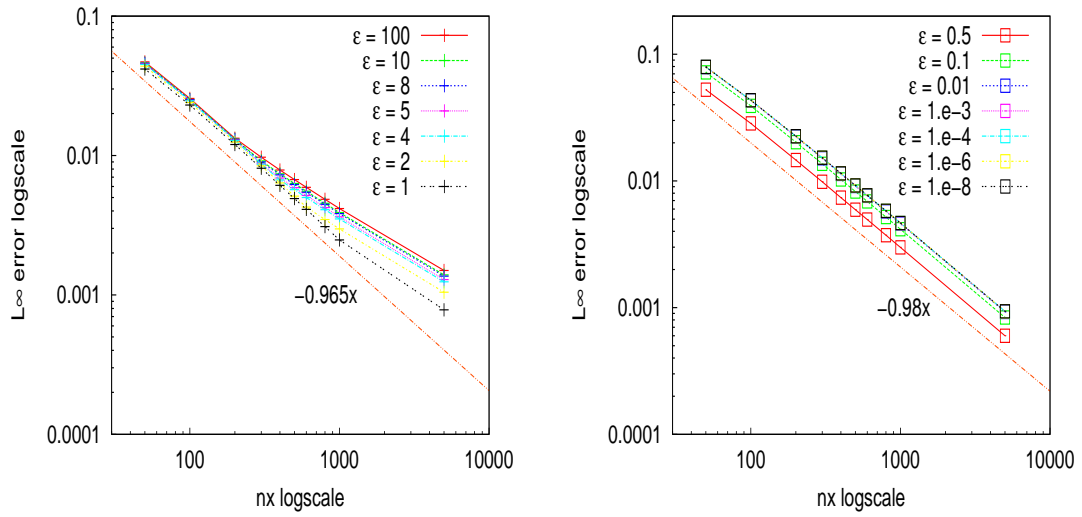 0.1
0.01
0.001
0.0001
100
1000
10000
L∞ error logscale
nx logscale
ε = 100
ε = 10
ε = 8
ε = 5
ε = 4
ε = 2
ε = 1
−0.965x
0.1
0.01
0.001
0.0001
100
1000
10000
L∞ error logscale
nx logscale
ε = 0.5
ε = 0.1
ε = 0.01
ε = 1.e−3
ε = 1.e−4
ε = 1.e−6
ε = 1.e−8
−0.98x